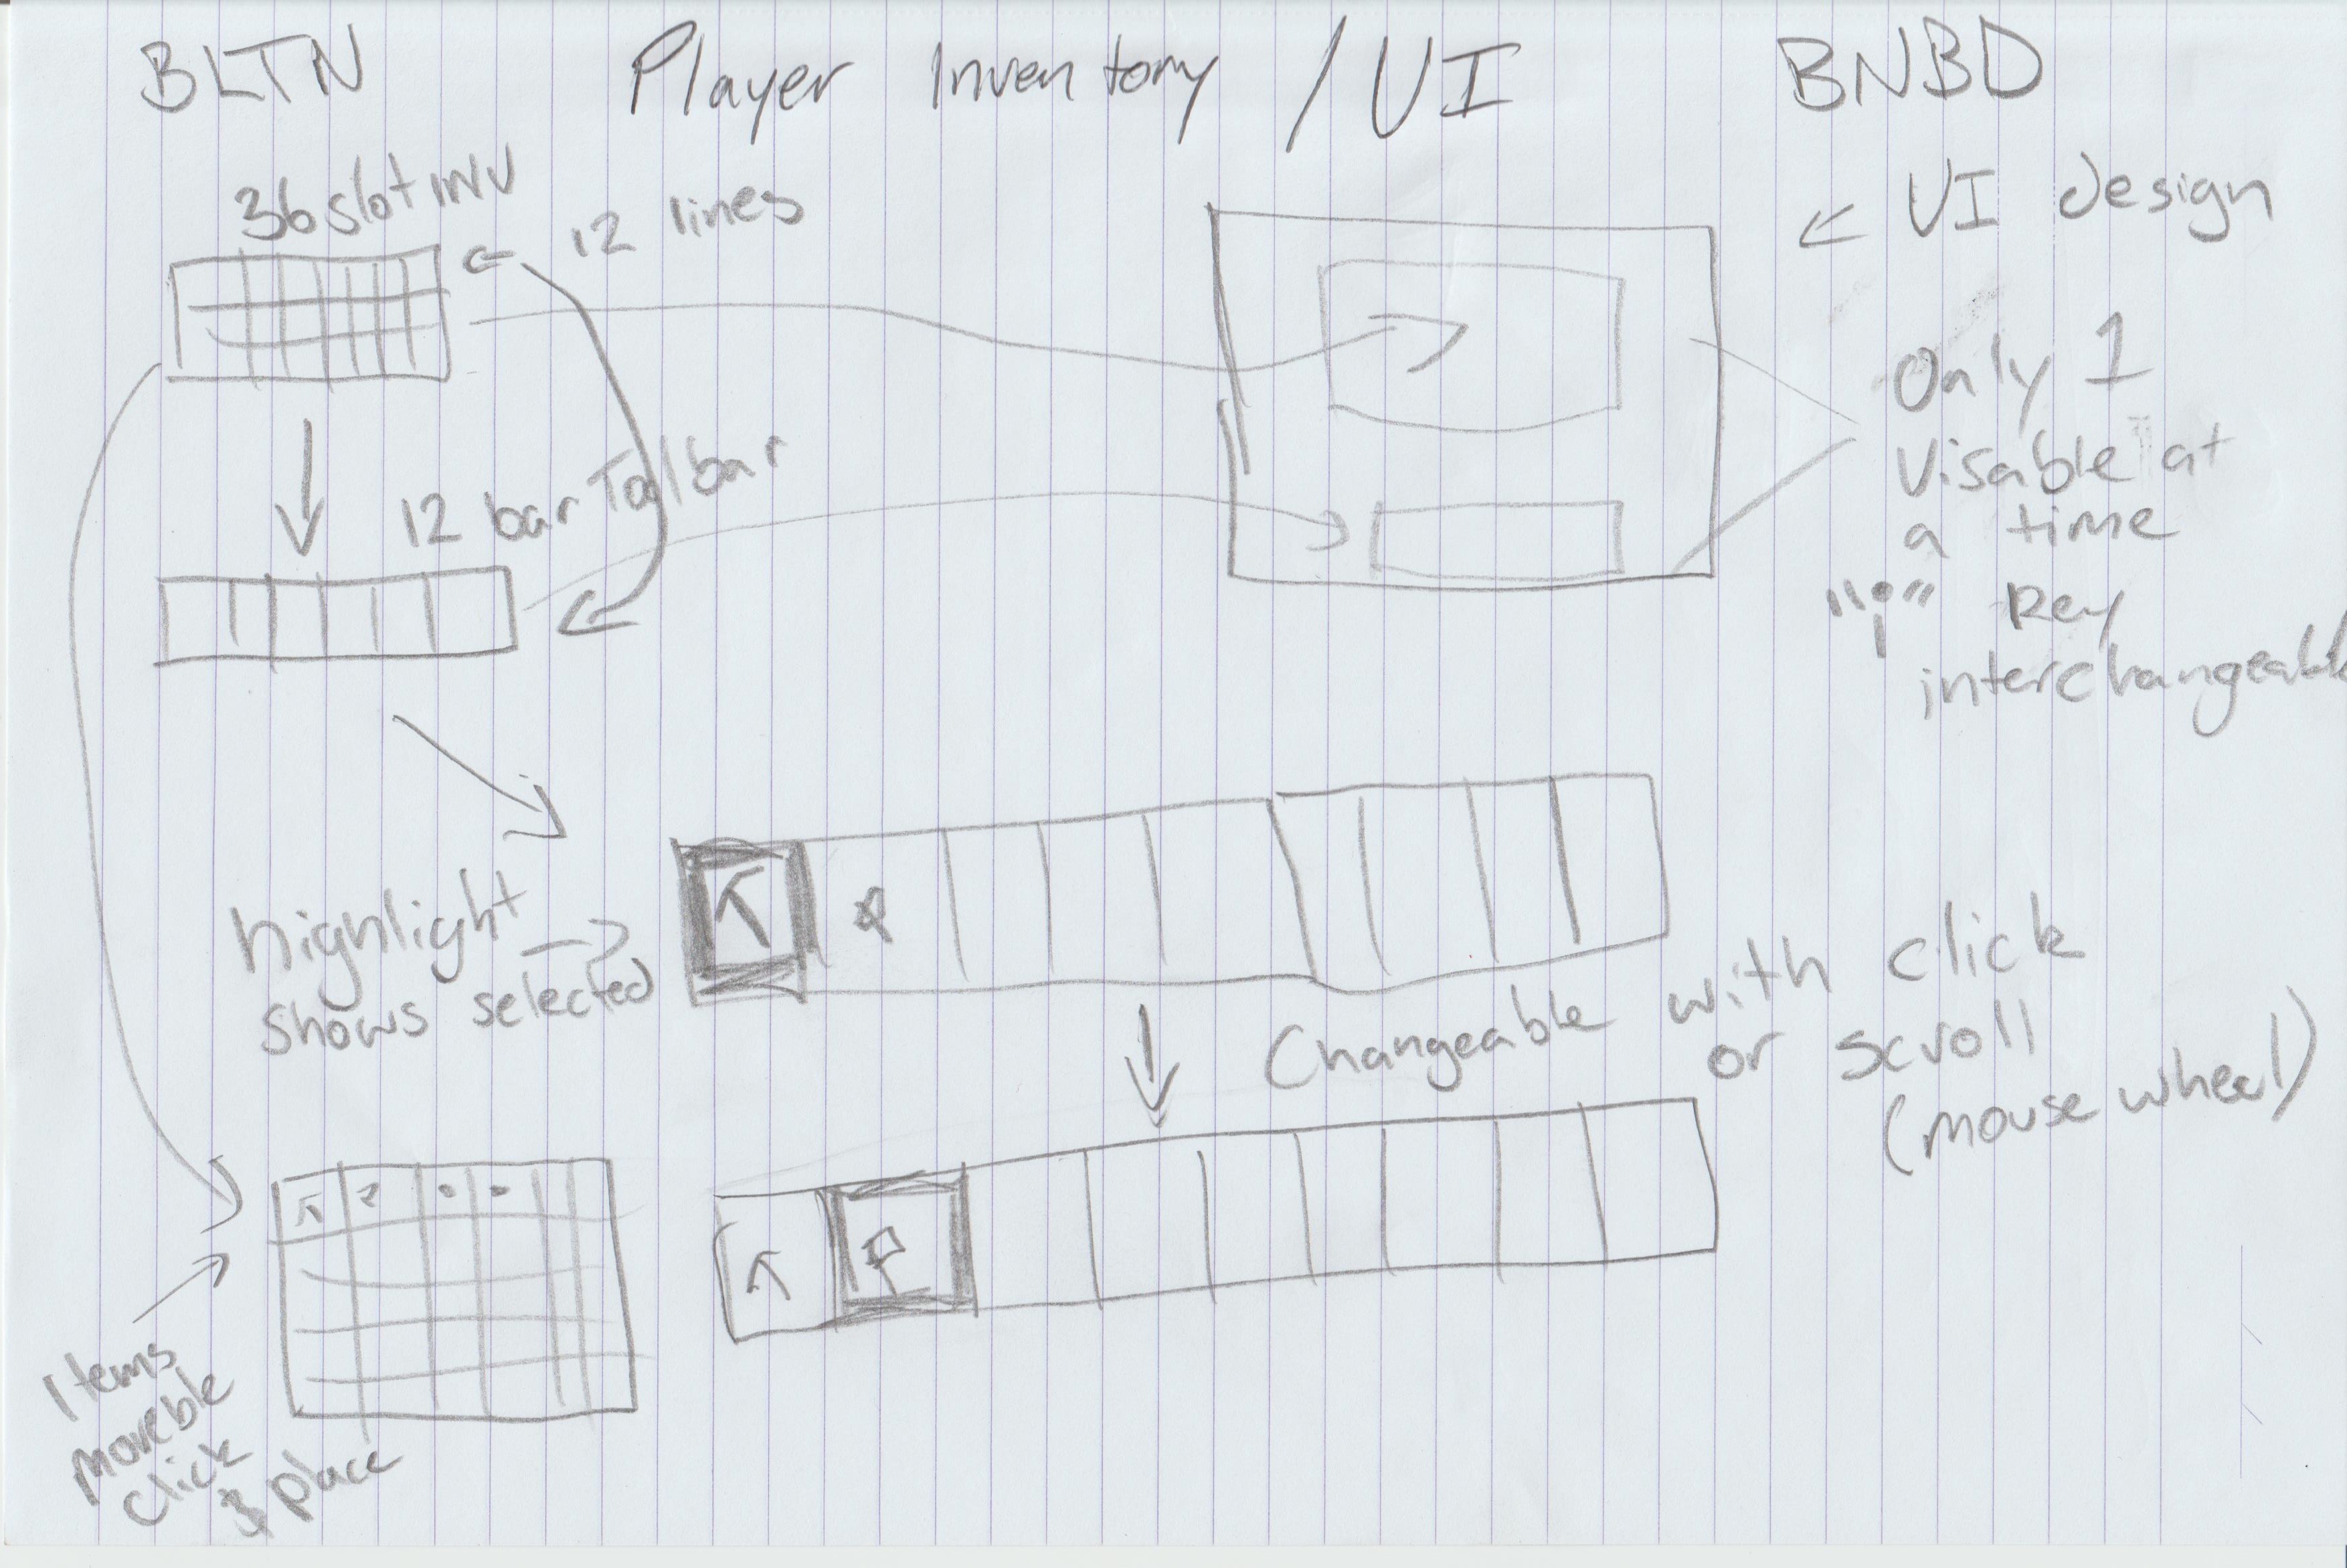 BLTN Player Inventory / UI BNBD
36 slot inv
12 lines
UI design
12 bar Toolbar
Only 1
Visable at
a time
"i" key
interchangeable
highlight
shows selected
Changeable with click
or scroll
(mouse wheel)
Items
moveble
click
& place